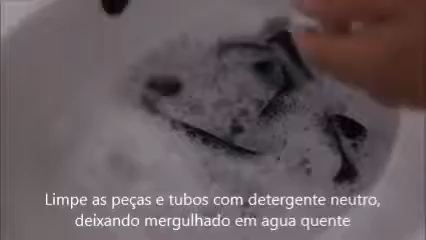 Limpe as peças e tubos com detergente neutro,
deixando mergulhado em agua quente